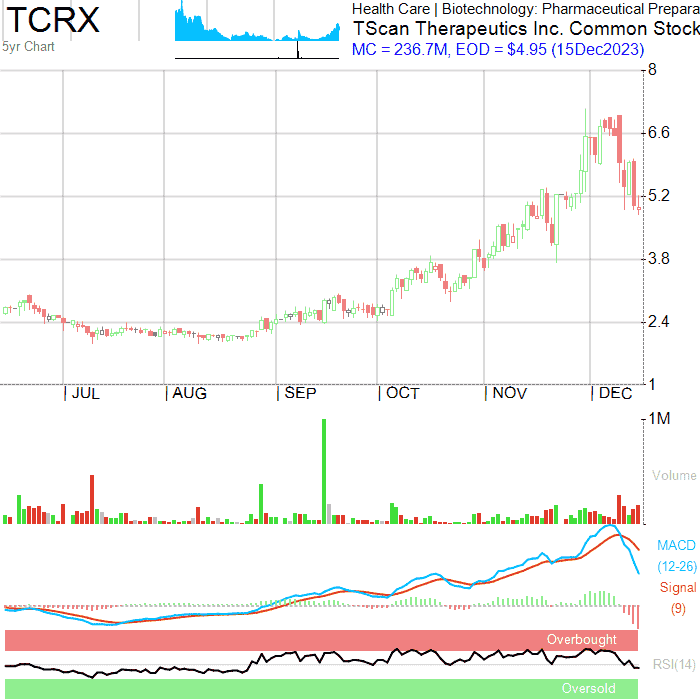 TCRX
5yr Chart
Health Care | Biotechnology: Pharmaceutical Prepara
TScan Therapeutics Inc. Common Stock
MC = 236.7M, EOD = $4.95 (15Dec2023)
8
6.6
5.2
3.8
2.4
1
JUL
AUG
SEP
OCT
NOV
DEC
1M
Volume
MACD
(12-26)
Signal
(9)
Overbought
RSI(14)
Oversold